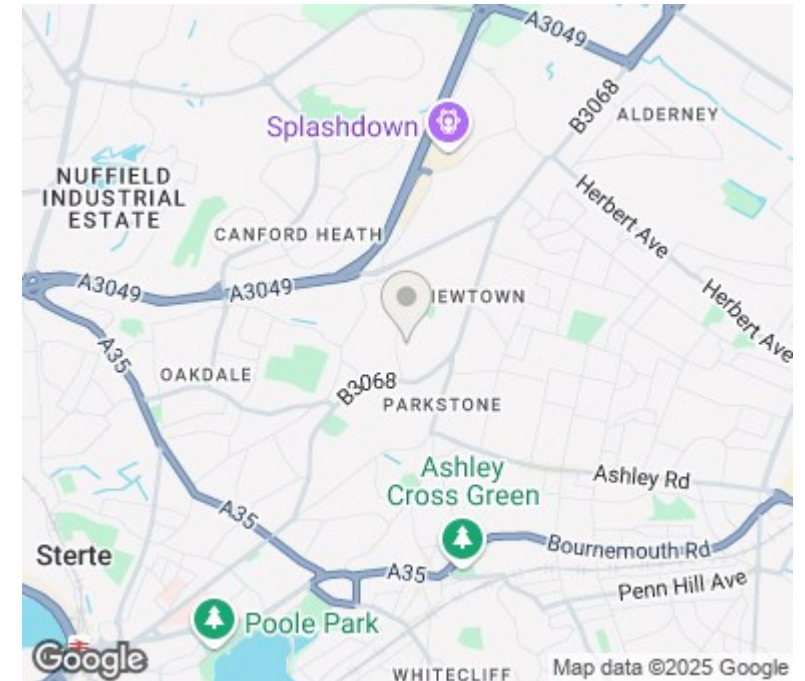 A3049
B3068
ALDERNEY
Splashdown
NUFFIELD
INDUSTRIAL
ESTATE
Herbert Ave
CANFORD HEATH
A3049
A3049
IEWTOWN
Herbert Ave
A35
OAKDALE
B3068
PARKSTONE
Ashley
Cross Green
Ashley Rd
A35
Sterte
Bournemouth Rd
A35
Penn Hill Ave
Poole Park
Google
WHITECLIFF
Map data ©2025 Google